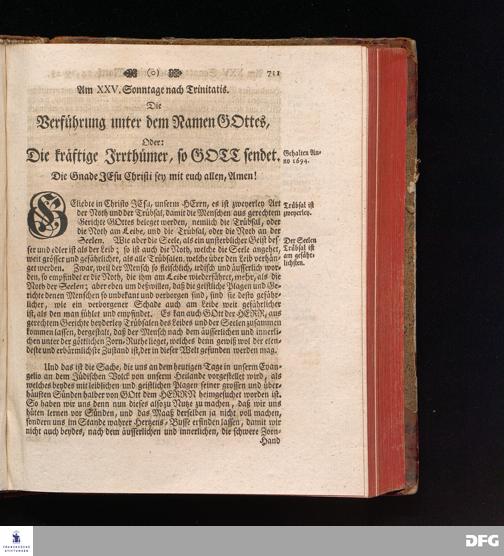 (o) 711
Am XXV. Sonntage nach Trinitatis.
Die
Verführung unter dem Namen GOttes,
Oder:
Die kräftige Irrthümer, so GOTT sendet.
Gehalten An-
no 1694.
Die Gnade JEsu Christi sey mit euch allen, Amen!
GEliebte in Christo JEsu, unserm HErrn, es ist zweyerley Art
der Noth und der Trübsal, damit die Menschen aus gerechtem
Gerichte GOttes beleget werden, nemlich die Trübsal, oder
die Noth am Leibe, und die Trübsal, oder die Noth an der
Seelen. Wie aber die Seele, als ein unsterblicher Geist bes-
ser und edler ist als der Leib; so ist auch die Noth, welche die Seele angehet,
weit grösser und gefährlicher, als alle Trübsalen, welche über den Leib verhän-
get werden. Zwar, weil der Mensch so fleischlich, irdisch und äusserlich wor-
den, so empfindet er die Noth, die ihm am Leibe wiederfähret, mehr, als die
Noth der Seelen; aber eben um deßwillen, daß die geistliche Plagen und Ge-
richte denen Menschen so unbekant und verborgen sind, sind sie desto gefähr-
licher, wie ein verborgener Schade auch am Leibe weit gefährlicher
ist, als den man fühlet und empfindet. Es kan auch GOtt der HERR, aus
gerechtem Gerichte beyderley Trübsalen des Leibes und der Seelen zusammen
kommen lassen, dergestalt, daß der Mensch nach dem äusserlichen und innerli-
chen unter der göttlichen Zorn-Ruthe lieget, welches denn gewiß wol der elen-
deste und erbärmlichste Zustand ist, der in dieser Welt gefunden werden mag.
Trübsal ist
zweyerley.
Der Seelen
Trübsal ist
am gefähr-
lichsten.
Und das ist die Sache, die uns an dem heutigen Tage in unserm Evan-
gelio an dem Jüdischen Volck von unserm Heilande vorgestellet wird, als
welches beydes mit leiblichen und geistlichen Plagen seiner grossen und über-
häufften Sünden halber von GOtt dem HERRN heimgesuchet worden ist.
So haben wir uns denn nun dieses also zu Nutze zu machen, daß wir uns
hüten lernen vor Sünden, und das Maaß derselben ja nicht voll machen,
sondern uns im Stande wahrer Hertzens-Busse erfinden lassen, damit wir
nicht auch beydes, nach dem äusserlichen und innerlichen, die schwere Zorn-
Hand
FRANCKESCHE
STIFTUNGEN
DFG